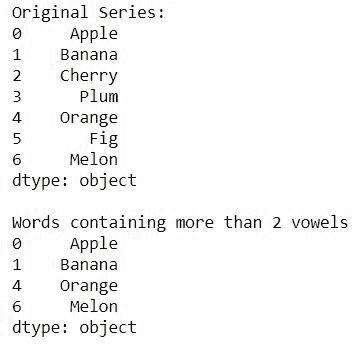 Original Series:
0 Apple
1 Banana
2 Cherry
3 Plum
4 Orange
5 Fig
6 Melon
dtype: object
Words containing more than 2 vowels
0 Apple
1 Banana
4 Orange
6 Melon
dtype: object